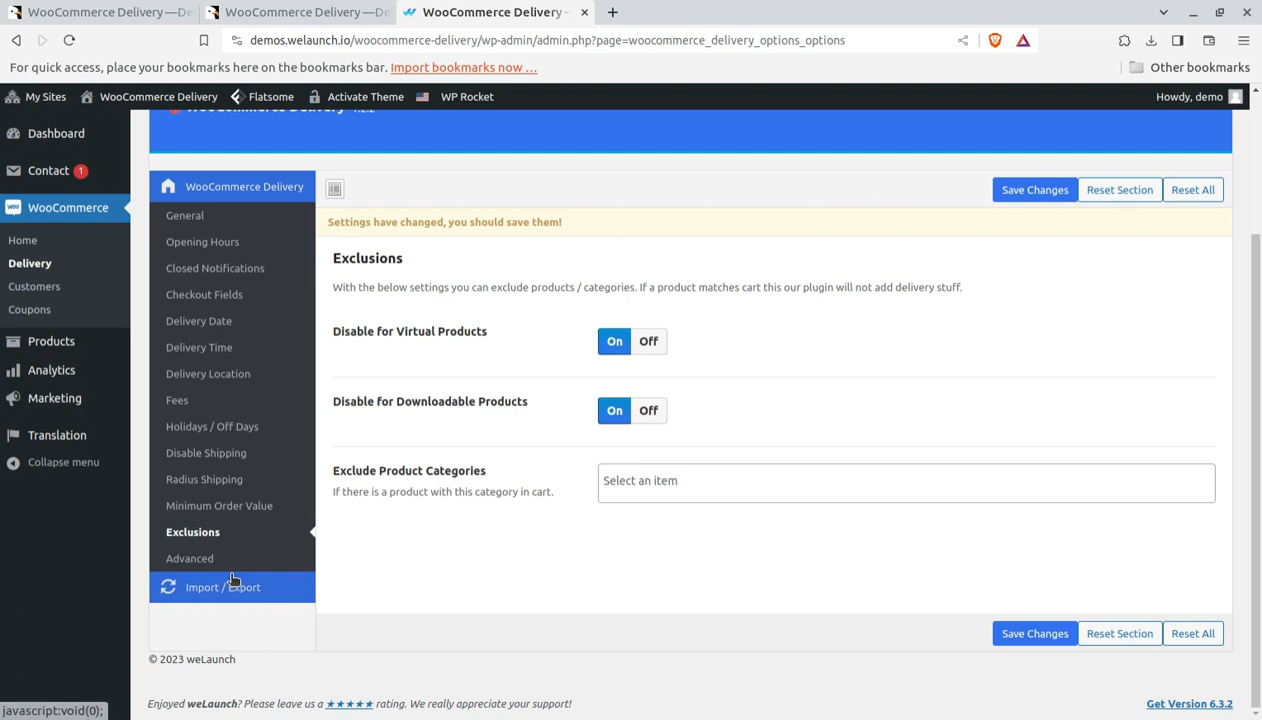 WooCommerce Delivery —De
WooCommerce Delivery —De
WooCommerce Delivery
demos.welaunch.io/woocommerce-delivery/wp-admin/admin.php?page=woocommerce_delivery_options_options
For quick access, place your bookmarks here on the bookmarks bar. Import bookmarks now ...
Other bookmarks
My Sites
WooCommerce Delivery
Flatsome
Activate Theme
WP Rocket
Howdy, demo
Dashboard
Contact 1
WooCommerce
Home
Delivery
Customers
Coupons
Products
Analytics
Marketing
Translation
Collapse menu
WooCommerce Delivery
General
Opening Hours
Closed Notifications
Checkout Fields
Delivery Date
Delivery Time
Delivery Location
Fees
Holidays / Off Days
Disable Shipping
Radius Shipping
Minimum Order Value
Exclusions
Advanced
Import / Export
Save Changes
Reset Section
Reset All
Settings have changed, you should save them!
Exclusions
With the below settings you can exclude products / categories. If a product matches cart this our plugin will not add delivery stuff.
Disable for Virtual Products
On Off
Disable for Downloadable Products
On Off
Exclude Product Categories
If there is a product with this category in cart.
Select an item
Save Changes
Reset Section
Reset All
© 2023 weLaunch
Enjoyed weLaunch? Please leave us a ★★★★★ rating. We really appreciate your support!
Get Version 6.3.2
javascript:void(0);